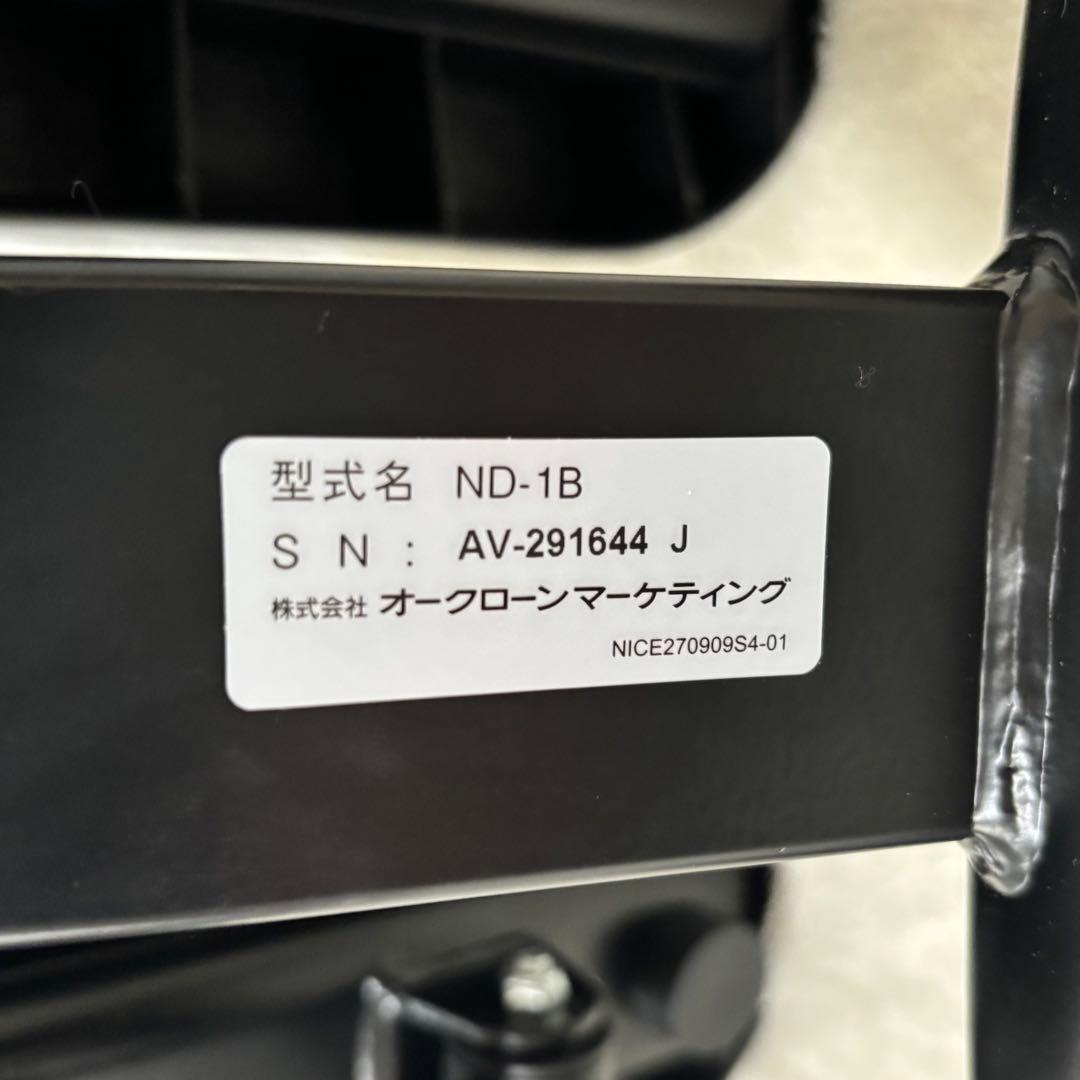 型式名 ND-1B
S N : AV-291644 J
株式会社 オークローンマーケティング
NICE270909S4-01